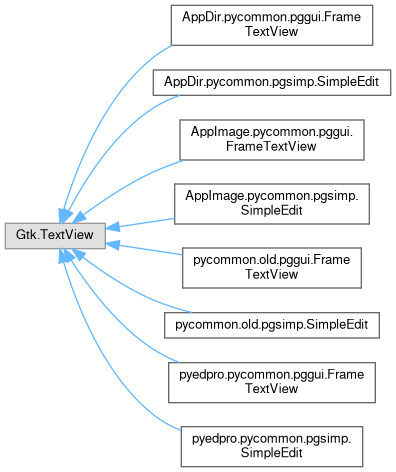 AppDir.pycommon.pggui.Frame
TextView
AppDir.pycommon.pgsimp.SimpleEdit
AppImage.pycommon.pggui.
FrameTextView
AppImage.pycommon.pgsimp.
SimpleEdit
Gtk.TextView
pycommon.old.pggui.Frame
TextView
pycommon.old.pgsimp.SimpleEdit
pyedpro.pycommon.pggui.Frame
TextView
pyedpro.pycommon.pgsimp.
SimpleEdit